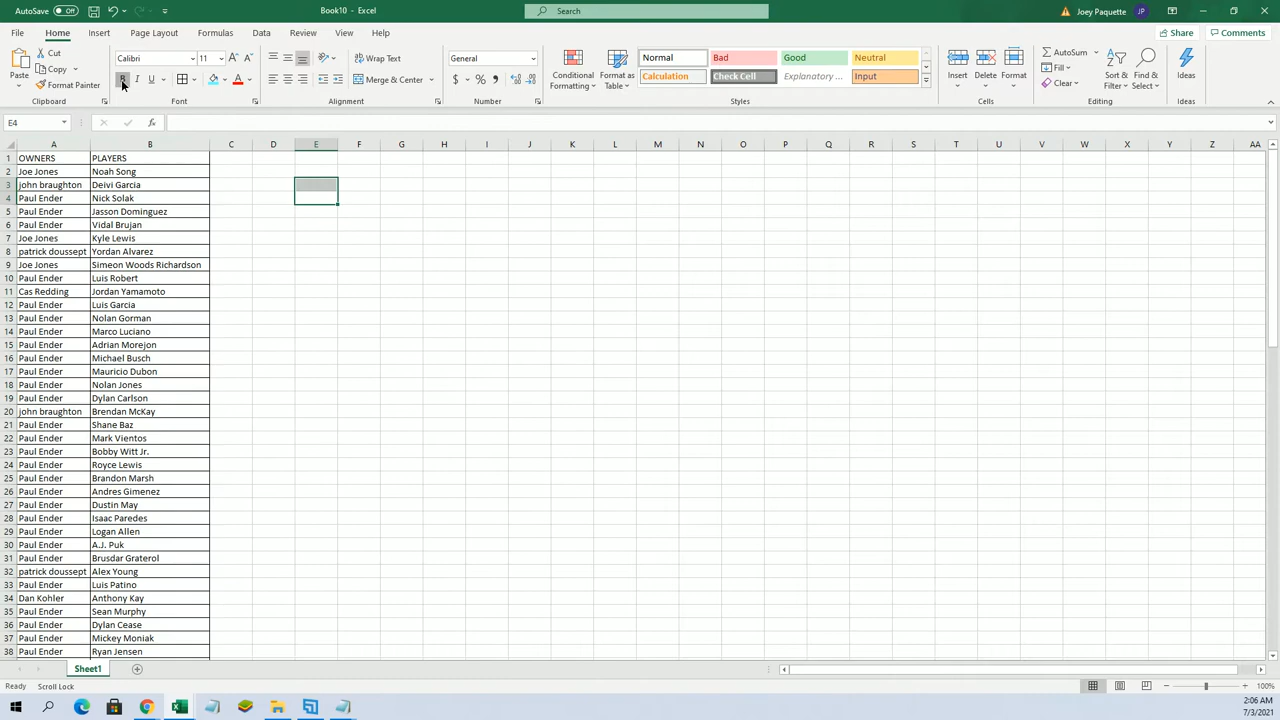 AutoSave Off Book10 - Excel Search Joey Paquette JP
File Home Insert Page Layout Formulas Data Review View Help Share Comments
Paste Cut Copy Format Painter Clipboard
Calibri 11 A A B I U A Font
ab Wrap Text Merge & Center Alignment
General $ % 9 Number
Conditional Formatting Format as Table
Normal Bad Good Neutral
Calculation Check Cell Explanatory ... Input
Styles
Insert Delete Format Cells
AutoSum Fill Clear Sort & Filter Find & Select Editing
Ideas Ideas
E4 fx
A B C D E F G H I J K L M N O P Q R S T U V W X Y Z AA
1 OWNERS PLAYERS
2 Joe Jones Noah Song
3 john braughton Deivi Garcia
4 Paul Ender Nick Solak
5 Paul Ender Jasson Dominguez
6 Paul Ender Vidal Brujan
7 Joe Jones Kyle Lewis
8 patrick doussept Yordan Alvarez
9 Joe Jones Simeon Woods Richardson
10 Paul Ender Luis Robert
11 Cas Redding Jordan Yamamoto
12 Paul Ender Luis Garcia
13 Paul Ender Nolan Gorman
14 Paul Ender Marco Luciano
15 Paul Ender Adrian Morejon
16 Paul Ender Michael Busch
17 Paul Ender Mauricio Dubon
18 Paul Ender Nolan Jones
19 Paul Ender Dylan Carlson
20 john braughton Brendan McKay
21 Paul Ender Shane Baz
22 Paul Ender Mark Vientos
23 Paul Ender Bobby Witt Jr.
24 Paul Ender Royce Lewis
25 Paul Ender Brandon Marsh
26 Paul Ender Andres Gimenez
27 Paul Ender Dustin May
28 Paul Ender Isaac Paredes
29 Paul Ender Logan Allen
30 Paul Ender A.J. Puk
31 Paul Ender Brusdar Graterol
32 patrick doussept Alex Young
33 Paul Ender Luis Patino
34 Dan Kohler Anthony Kay
35 Paul Ender Sean Murphy
36 Paul Ender Dylan Cease
37 Paul Ender Mickey Moniak
38 Paul Ender Ryan Jensen
Sheet1
Ready Scroll Lock 100%
2:06 AM
7/3/2021